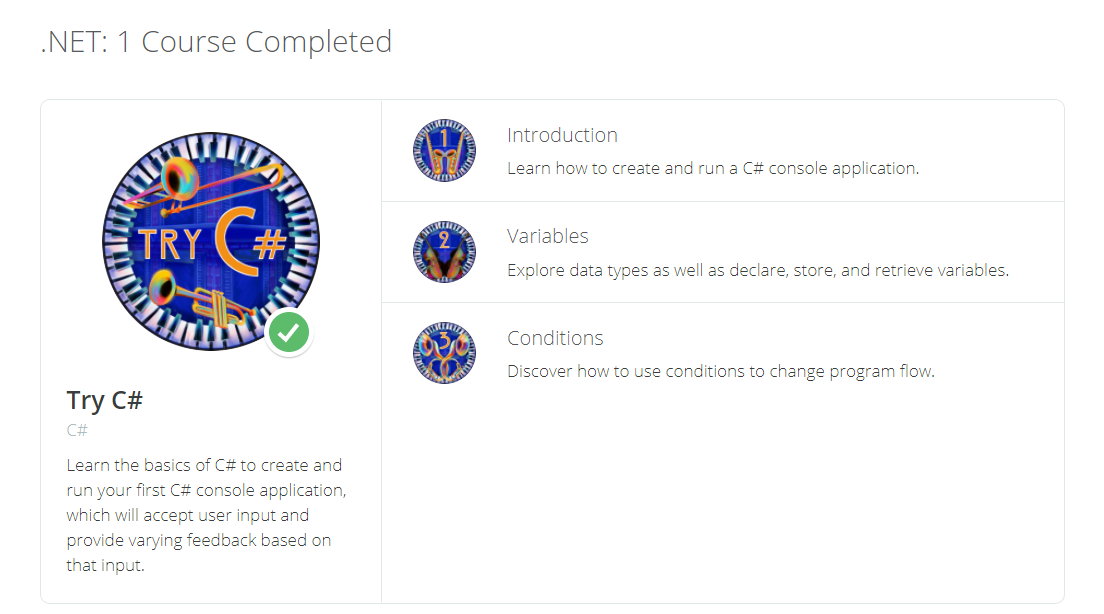 .NET: 1 Course Completed
TRY C#
Try C#
C#
Learn the basics of C# to create and
run your first C# console application,
which will accept user input and
provide varying feedback based on
that input.
1
Introduction
Learn how to create and run a C# console application.
2
Variables
Explore data types as well as declare, store, and retrieve variables.
3
Conditions
Discover how to use conditions to change program flow.